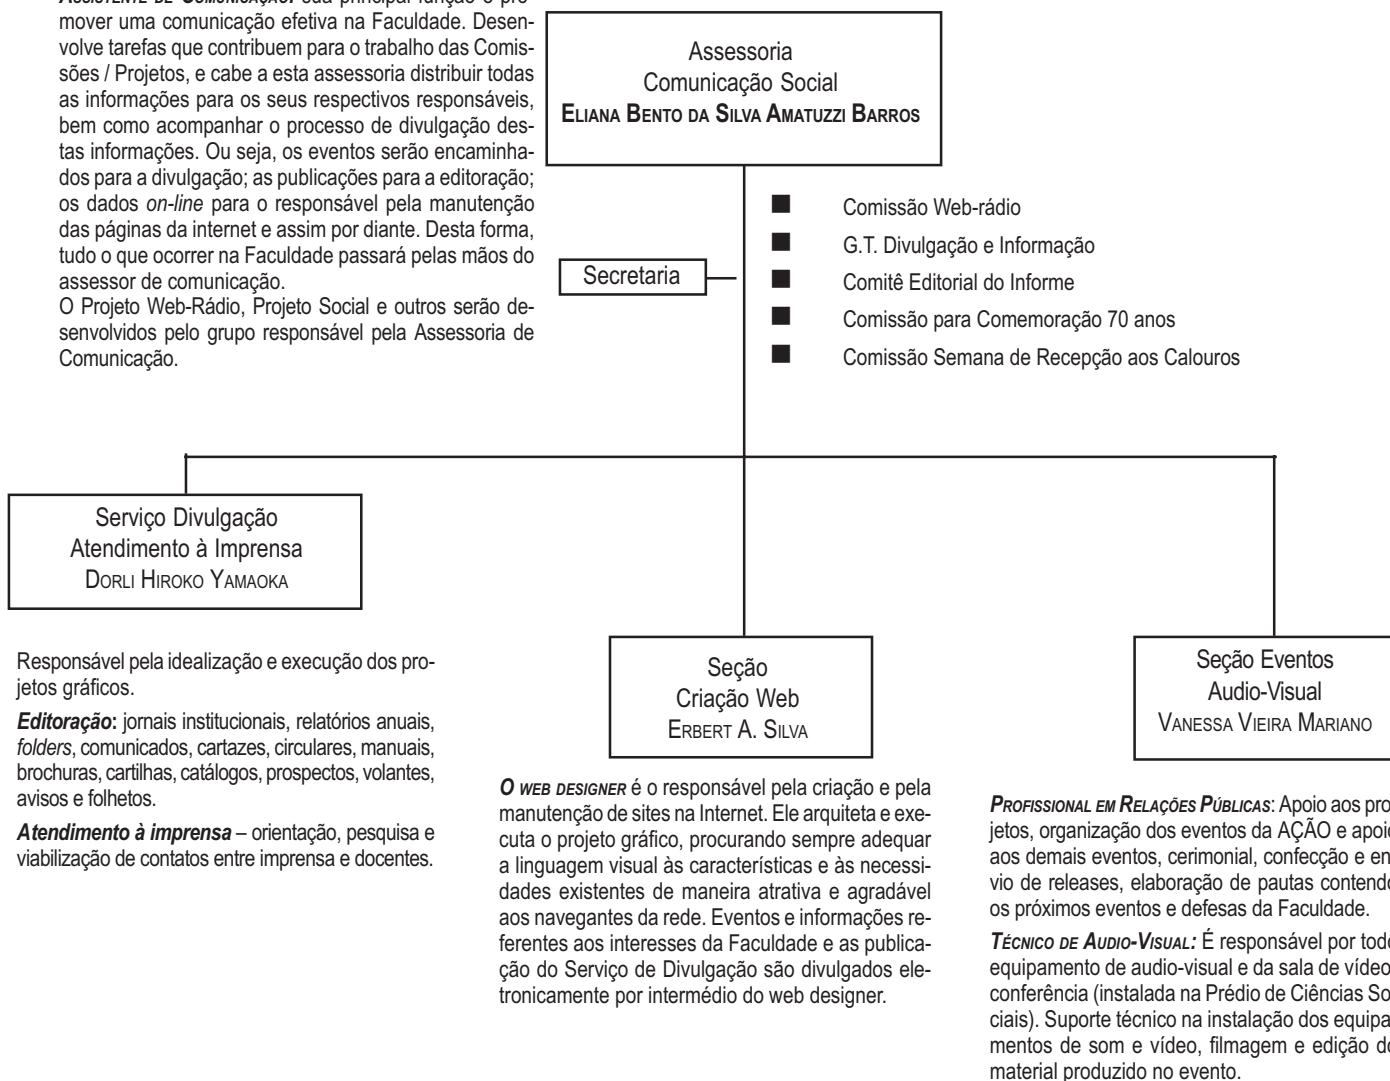 ASSISTENTE DE COMUNICAÇÃO: sua principal função é pro-
mover uma comunicação efetiva na Faculdade. Desen-
volve tarefas que contribuem para o trabalho das Comis-
sões / Projetos, e cabe a esta assessoria distribuir todas
as informações para os seus respectivos responsáveis,
bem como acompanhar o processo de divulgação des-
tas informações. Ou seja, os eventos serão encaminha-
dos para a divulgação; as publicações para a editoração;
os dados on-line para o responsável pela manutenção
das páginas da internet e assim por diante. Desta forma,
tudo o que ocorrer na Faculdade passará pelas mãos do
assessor de comunicação.
O Projeto Web-Rádio, Projeto Social e outros serão de-
senvolvidos pelo grupo responsável pela Assessoria de
Comunicação.
Assessoria
Comunicação Social
ELIANA BENTO DA SILVA AMATUZZI BARROS
Secretaria
Comissão Web-rádio
G.T. Divulgação e Informação
Comitê Editorial do Informe
Comissão para Comemoração 70 anos
Comissão Semana de Recepção aos Calouros
Serviço Divulgação
Atendimento à Imprensa
DORLI HIROKO YAMAOKA
Responsável pela idealização e execução dos pro-
jetos gráficos.
Editoração: jornais institucionais, relatórios anuais,
folders, comunicados, cartazes, circulares, manuais,
brochuras, cartilhas, catálogos, prospectos, volantes,
avisos e folhetos.
Atendimento à imprensa – orientação, pesquisa e
viabilização de contatos entre imprensa e docentes.
Seção
Criação Web
ERBERT A. SILVA
O WEB DESIGNER é o responsável pela criação e pela
manutenção de sites na Internet. Ele arquiteta e exe-
cuta o projeto gráfico, procurando sempre adequar
a linguagem visual às características e às necessi-
dades existentes de maneira atrativa e agradável
aos navegantes da rede. Eventos e informações re-
ferentes aos interesses da Faculdade e as publica-
ção do Serviço de Divulgação são divulgados ele-
tronicamente por intermédio do web designer.
Seção Eventos
Audio-Visual
VANESSA VIEIRA MARIANO
PROFISSIONAL EM RELAÇÕES PÚBLICAS: Apoio aos pro
jetos, organização dos eventos da AÇÃO e apoio
aos demais eventos, cerimonial, confecção e en
vio de releases, elaboração de pautas contendo
os próximos eventos e defesas da Faculdade.
TÉCNICO DE AUDIO-VISUAL: É responsável por todo
equipamento de audio-visual e da sala de vídeo
conferência (instalada na Prédio de Ciências So
ciais). Suporte técnico na instalação dos equipa
mentos de som e vídeo, filmagem e edição do
material produzido no evento.